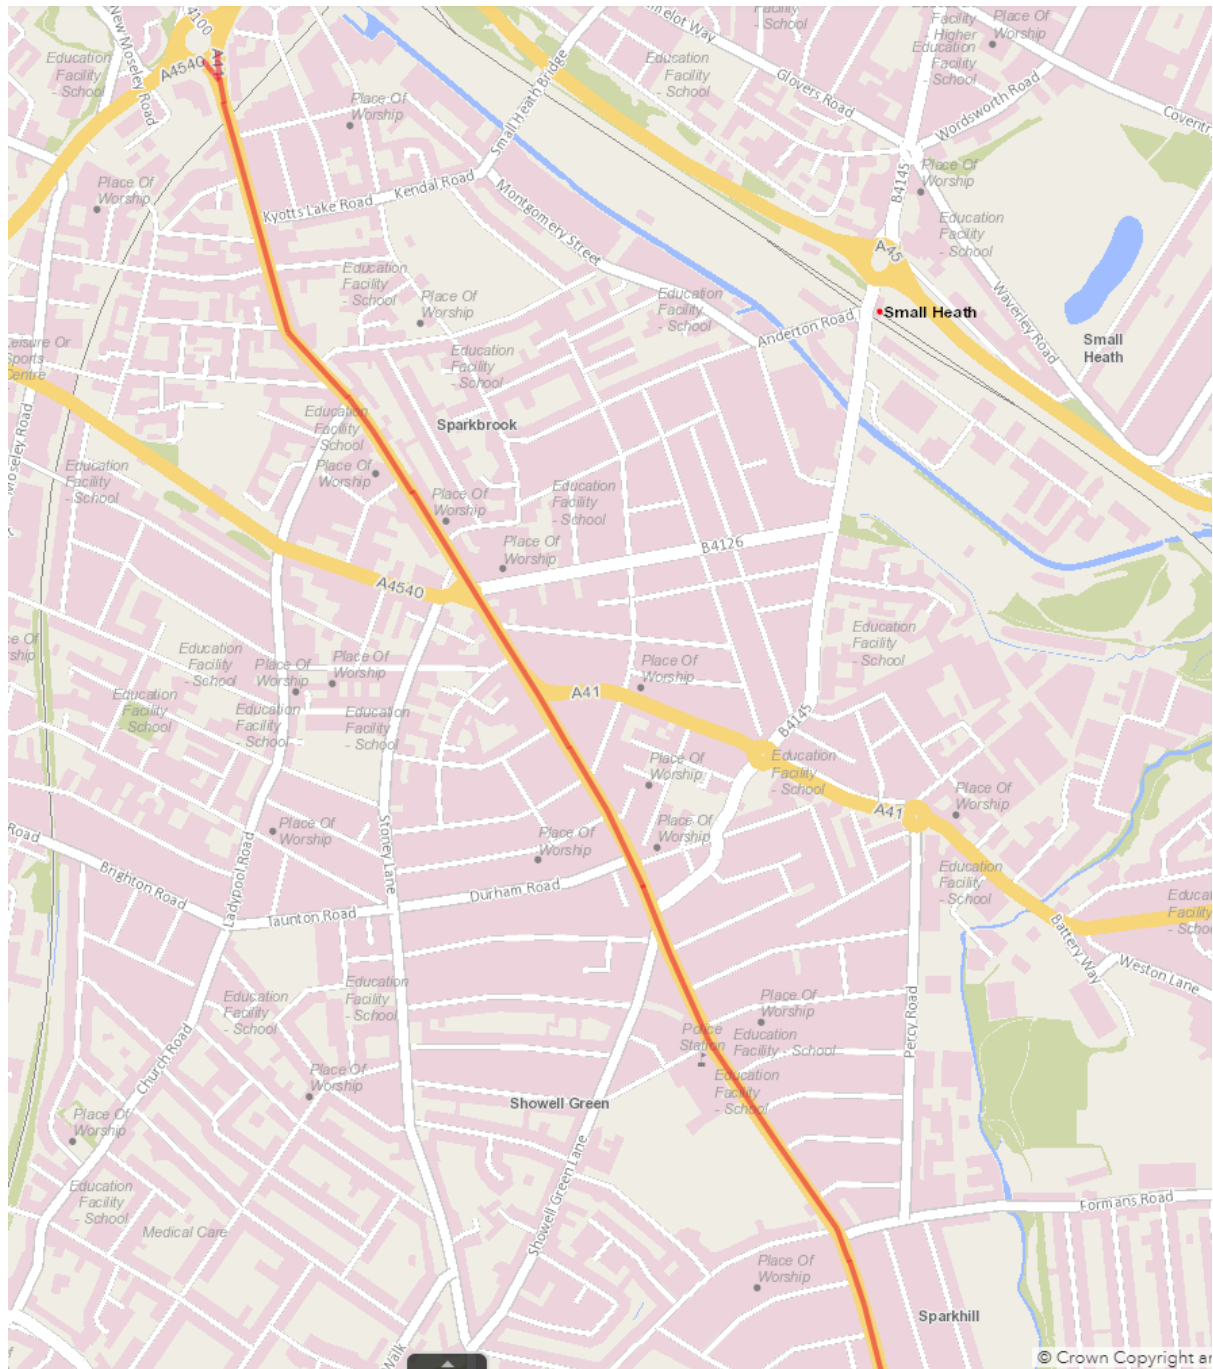 New Moseley Road
A4100
A41
A4540
Education
Facility
- School
Place Of
Worship
Small Heath Bridge
Way
Glovers Road
Education
Facility -
Higher
Education
Facility
- School
Place Of
Worship
Education
Facility
- School
Wordsworth Road
Place Of
Worship
Kyotts Lake Road
Kendal Road
Montgomery Street
B4145
Place Of
Worship
Education
Facility
- School
A45
Waverley Road
Education
Facility
- School
Place Of
Worship
Education
Facility
- School
Anderton Road
Small Heath
Small
Heath
Leisure Or
Sports
Centre
Education
Facility
- School
Sparkbrook
Education
Facility
- School
Place Of
Worship
Moseley Road
Education
Facility
- School
Place Of
Worship
Education
Facility
- School
Place Of
Worship
B4126
A4540
Education
Facility
- School
Education
Facility
- School
Place Of
Worship
Place Of
Worship
Place Of
Worship
A41
Education
Facility
School
Education
Facility
- School
Education
Facility
- School
B4145
Education
Facility
- School
Place Of
Worship
A41
Place Of
Worship
Place Of
Worship
Stoney Lane
Place Of
Worship
Place Of
Worship
Road
Brighton Road
Ladypool Road
Taunton Road
Durham Road
Education
Facility
- School
Battery Way
Weston Lane
Education
Facility
- School
Education
Facility
- School
Place Of
Worship
Police
Station
Education
Facility - School
Percy Road
Church Road
Place Of
Worship
Education
Facility
- School
Showell Green
Place Of
Worship
Education
Facility
- School
Medical Care
Showell Green Lane
Formans Road
Place Of
Worship
Sparkhill
Walk
© Crown Copyright